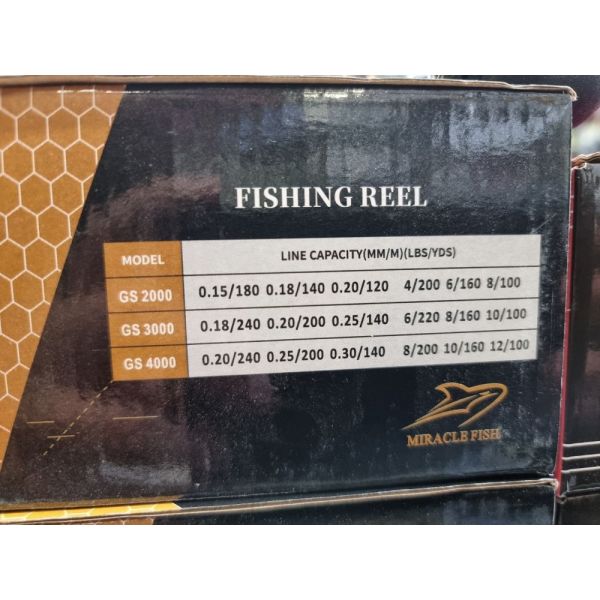 FISHING REEL
MODEL LINE CAPACITY(MM/M)(LBS/YDS)
GS 2000 0.15/180 0.18/140 0.20/120 4/200 6/160 8/100
GS 3000 0.18/240 0.20/200 0.25/140 6/220 8/160 10/100
GS 4000 0.20/240 0.25/200 0.30/140 8/200 10/160 12/100
MIRACLE FISH